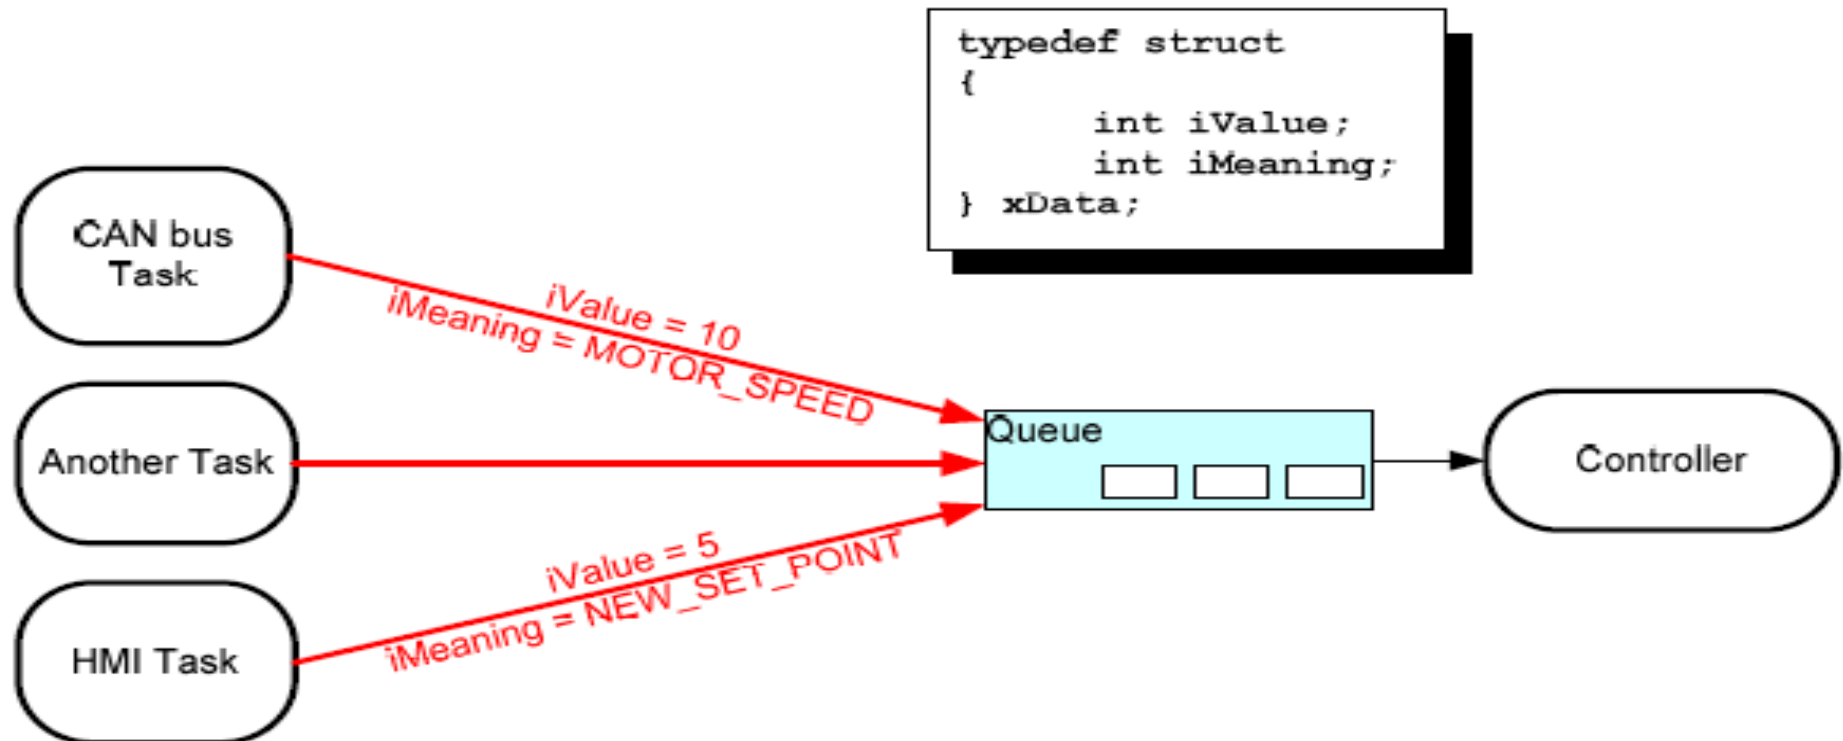 typedef struct
{
int iValue;
int iMeaning;
} xData;
CAN bus
Task
iValue = 10
iMeaning = MOTOR_SPEED
Another Task
Queue
Controller
iValue = 5
iMeaning = NEW_SET_POINT
HMI Task